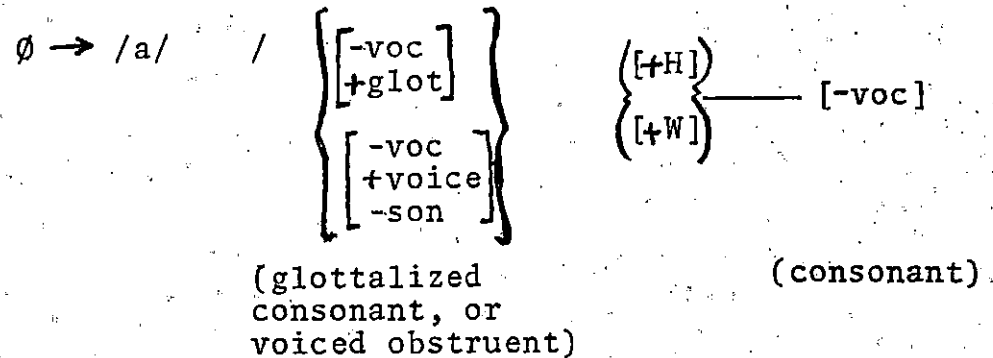 ∅ → /a/ / { [-voc +glot] ([+H]) ——— [-voc]
[-voc +voice -son] } ([+W])
(glottalized (consonant)
consonant, or
voiced obstruent)